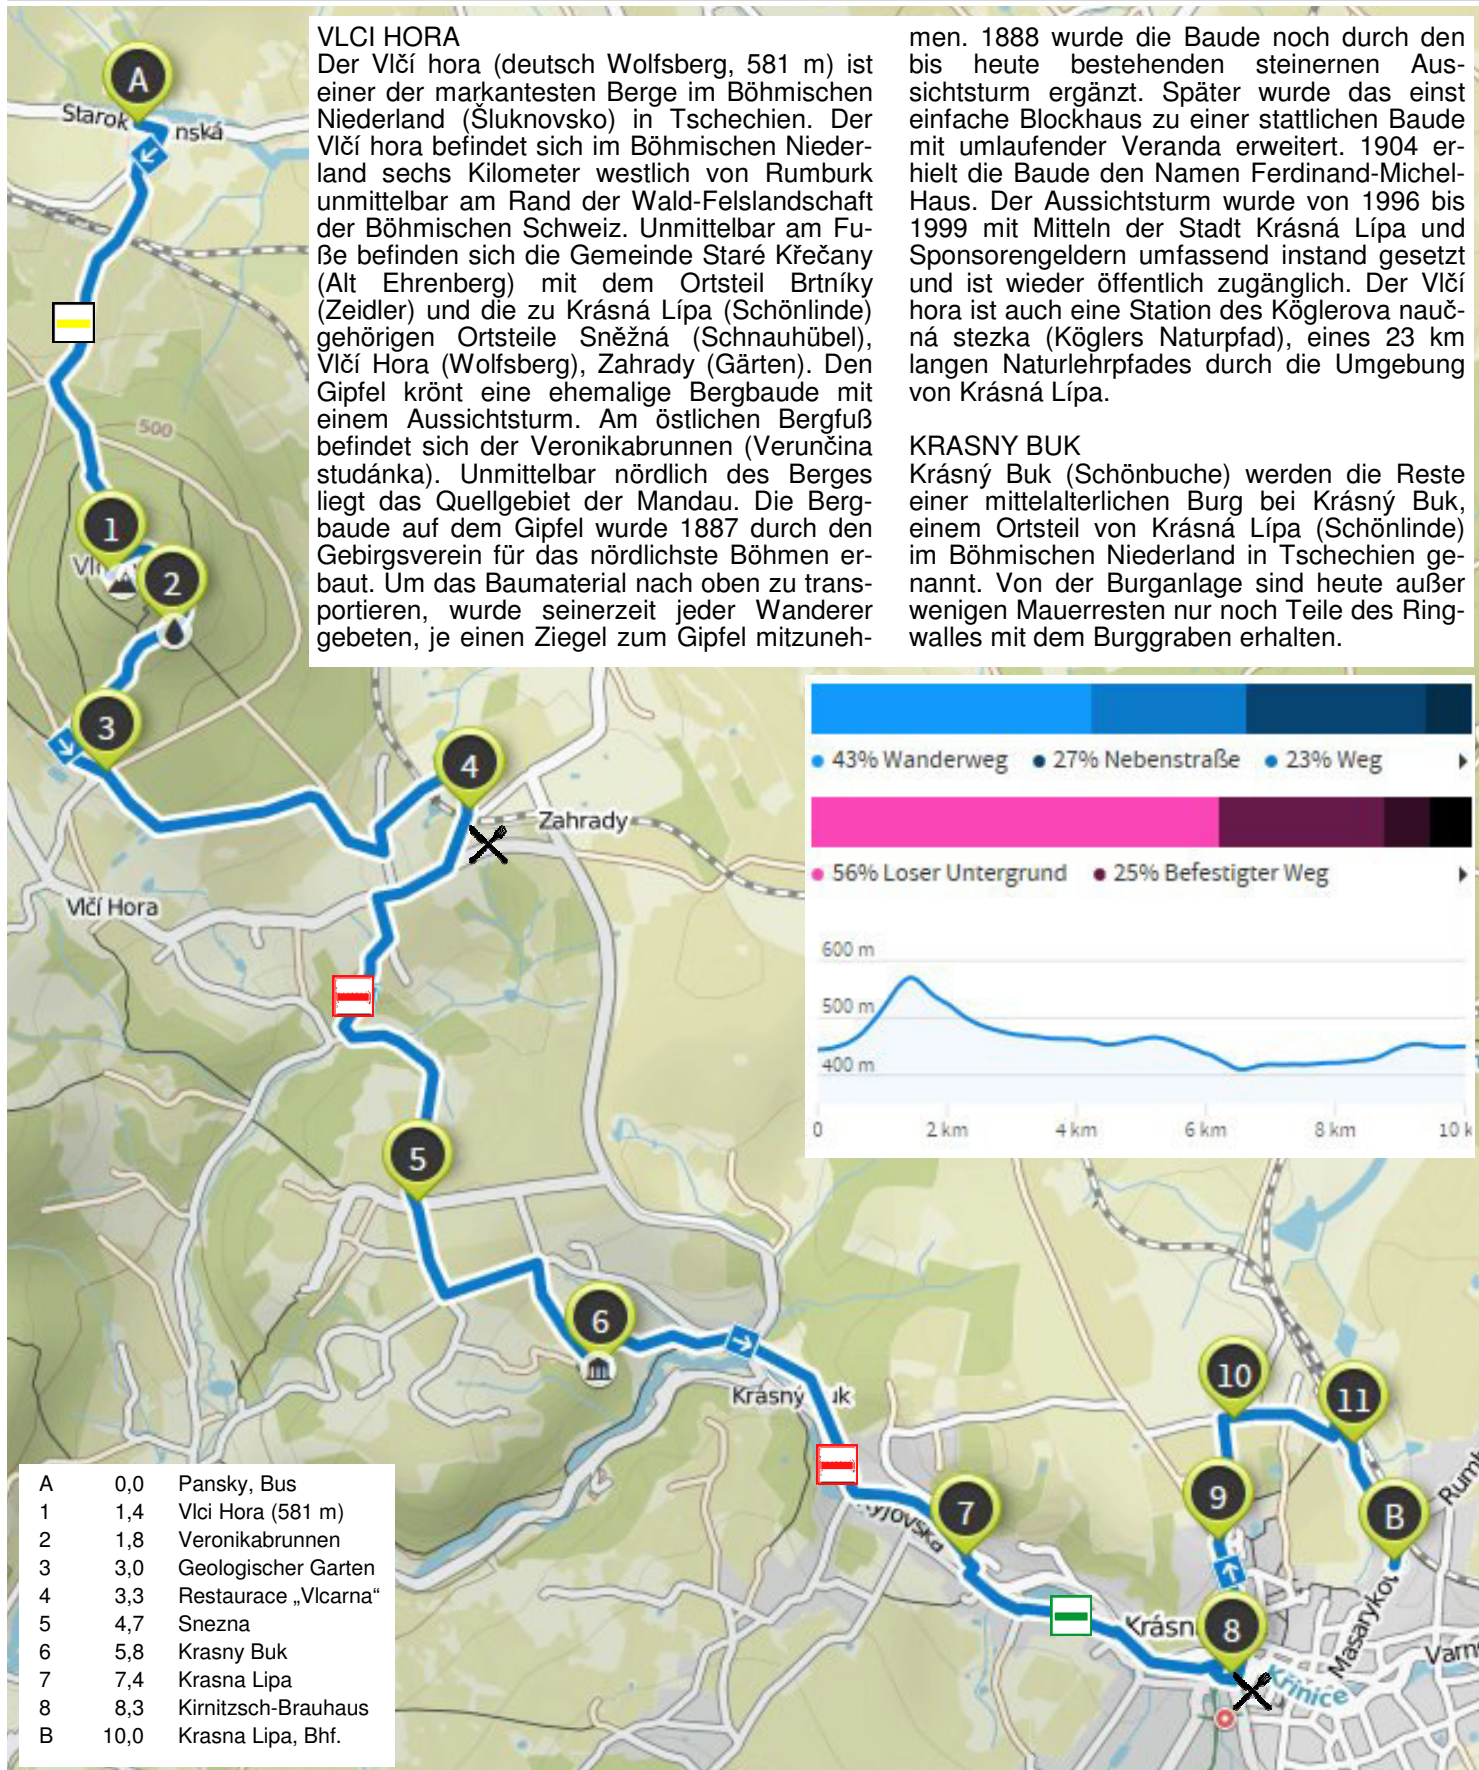 VLCI HORA
Der Vlčí hora (deutsch Wolfsberg, 581 m) ist
einer der markantesten Berge im Böhmischen
Niederland (Šluknovsko) in Tschechien. Der
Vlčí hora befindet sich im Böhmischen Nieder-
land sechs Kilometer westlich von Rumburk
unmittelbar am Rand der Wald-Felslandschaft
der Böhmischen Schweiz. Unmittelbar am Fu-
ße befinden sich die Gemeinde Staré Křečany
(Alt Ehrenberg) mit dem Ortsteil Brtníky
(Zeidler) und die zu Krásná Lípa (Schönlinde)
gehörigen Ortsteile Sněžná (Schnauhübel),
Vlčí Hora (Wolfsberg), Zahrady (Gärten). Den
Gipfel krönt eine ehemalige Bergbaude mit
einem Aussichtsturm. Am östlichen Bergfuß
befindet sich der Veronikabrunnen (Verunčina
studánka). Unmittelbar nördlich des Berges
liegt das Quellgebiet der Mandau. Die Berg-
baude auf dem Gipfel wurde 1887 durch den
Gebirgsverein für das nördlichste Böhmen er-
baut. Um das Baumaterial nach oben zu trans-
portieren, wurde seinerzeit jeder Wanderer
gebeten, je einen Ziegel zum Gipfel mitzuneh-
men. 1888 wurde die Baude noch durch den
bis heute bestehenden steinernen Aus-
sichtsturm ergänzt. Später wurde das einst
einfache Blockhaus zu einer stattlichen Baude
mit umlaufender Veranda erweitert. 1904 er-
hielt die Baude den Namen Ferdinand-Michel-
Haus. Der Aussichtsturm wurde von 1996 bis
1999 mit Mitteln der Stadt Krásná Lípa und
Sponsorengeldern umfassend instand gesetzt
und ist wieder öffentlich zugänglich. Der Vlčí
hora ist auch eine Station des Köglerova nauč-
ná stezka (Köglers Naturpfad), eines 23 km
langen Naturlehrpfades durch die Umgebung
von Krásná Lípa.
KRASNY BUK
Krásný Buk (Schönbuche) werden die Reste
einer mittelalterlichen Burg bei Krásný Buk,
einem Ortsteil von Krásná Lípa (Schönlinde)
im Böhmischen Niederland in Tschechien ge-
nannt. Von der Burganlage sind heute außer
wenigen Mauerresten nur noch Teile des Ring-
walles mit dem Burggraben erhalten.
A
Starok nská
500
1
Vl
2
3
4
Zahrady
Vlčí Hora
5
6
Krásný uk
7
kyjovská
8
Krásn
9
10
11
B
Rumb
Masarykov
Varns
Křinice
43% Wanderweg 27% Nebenstraße 23% Weg
56% Loser Untergrund 25% Befestigter Weg
600 m
500 m
400 m
0 2 km 4 km 6 km 8 km 10 k
A 0,0 Pansky, Bus
1 1,4 Vlci Hora (581 m)
2 1,8 Veronikabrunnen
3 3,0 Geologischer Garten
4 3,3 Restaurace „Vlcarna“
5 4,7 Snezna
6 5,8 Krasny Buk
7 7,4 Krasna Lipa
8 8,3 Kirnitzsch-Brauhaus
B 10,0 Krasna Lipa, Bhf.